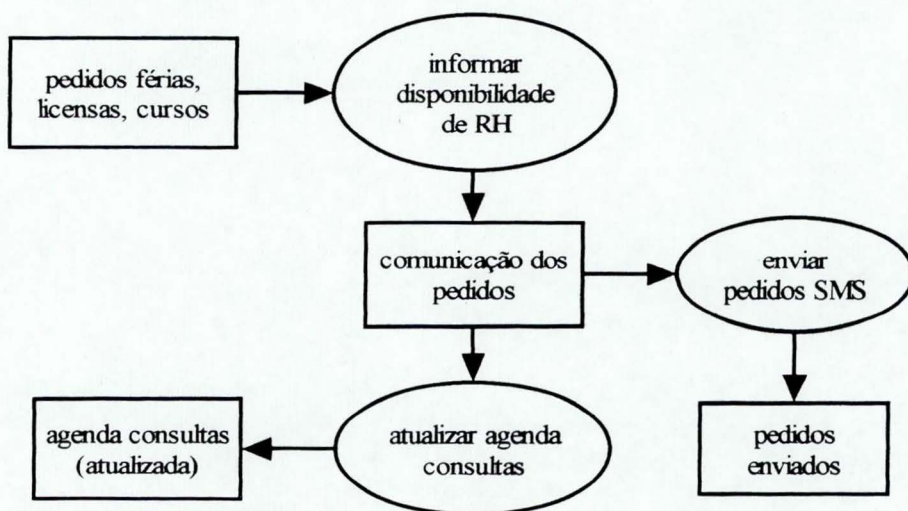 pedidos férias,
licensas, cursos
informar
disponibilidade
de RH
comunicação dos
pedidos
enviar
pedidos SMS
agenda consultas
(atualizada)
atualizar agenda
consultas
pedidos
enviados